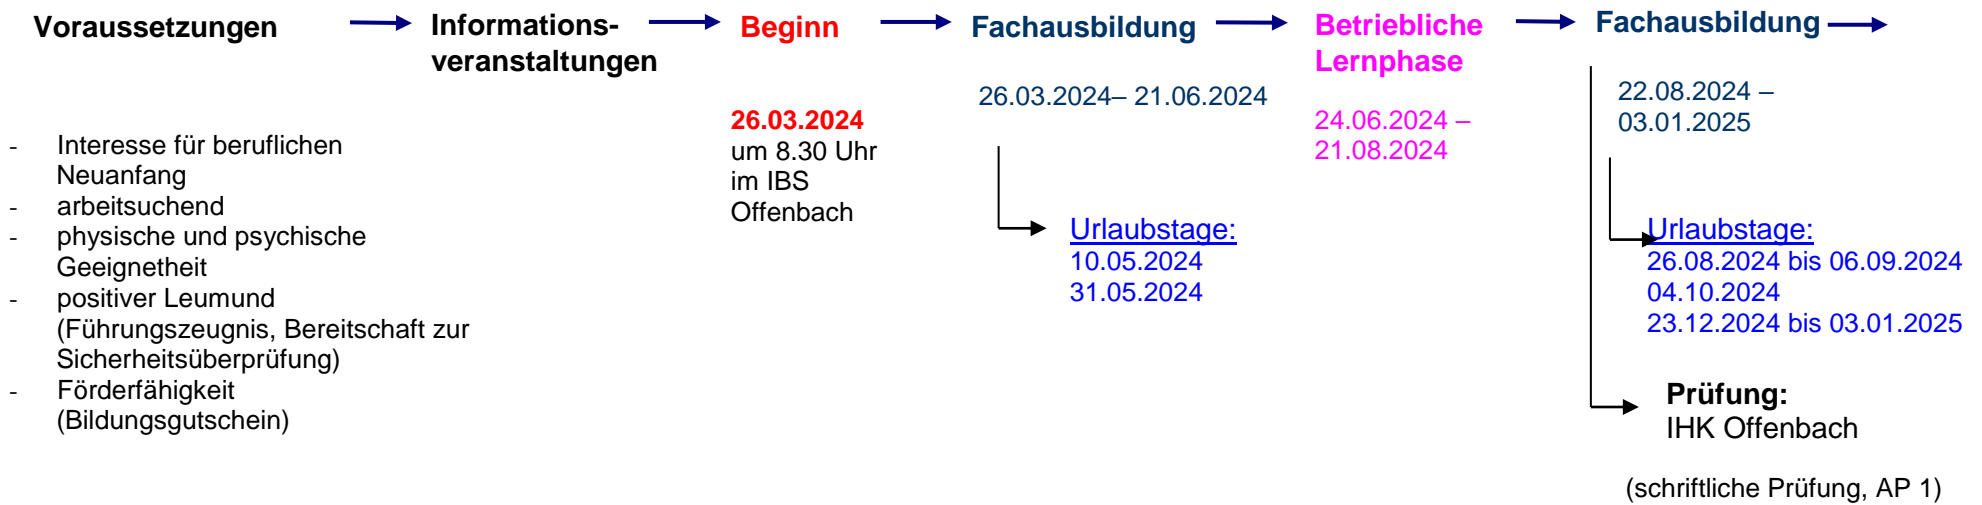 Voraussetzungen
Informations-
veranstaltungen
Beginn
Fachausbildung
Betriebliche
Lernphase
Fachausbildung
- Interesse für beruflichen
Neuanfang
- arbeitsuchend
- physische und psychische
Geeignetheit
- positiver Leumund
(Führungszeugnis, Bereitschaft zur
Sicherheitsüberprüfung)
- Förderfähigkeit
(Bildungsgutschein)
26.03.2024
um 8.30 Uhr
im IBS
Offenbach
26.03.2024– 21.06.2024
Urlaubstage:
10.05.2024
31.05.2024
24.06.2024 –
21.08.2024
22.08.2024 –
03.01.2025
Urlaubstage:
26.08.2024 bis 06.09.2024
04.10.2024
23.12.2024 bis 03.01.2025
Prüfung:
IHK Offenbach
(schriftliche Prüfung, AP 1)